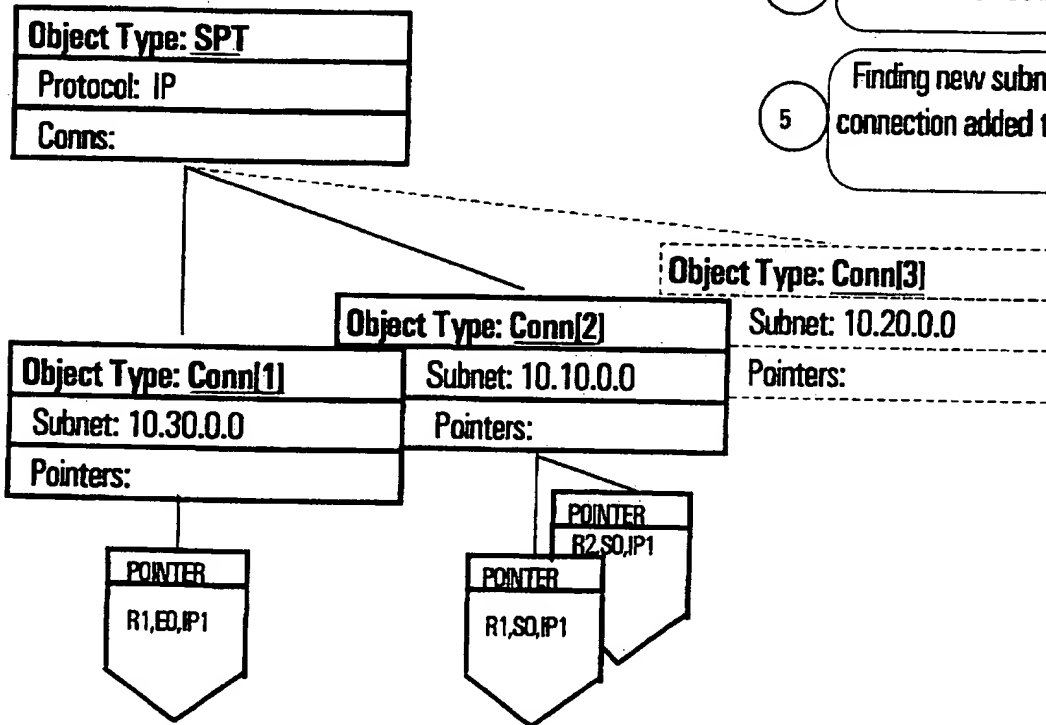 Object Type: SPT
Protocol: IP
Conns:
Finding new subn
5
connection added t
Object Type: Conn[3]
Subnet: 10.20.0.0
Pointers:
Object Type: Conn[2]
Subnet: 10.10.0.0
Pointers:
Object Type: Conn[1]
Subnet: 10.30.0.0
Pointers:
POINTER
R2,S0,IP1
POINTER
R1,S0,IP1
POINTER
R1,E0,IP1